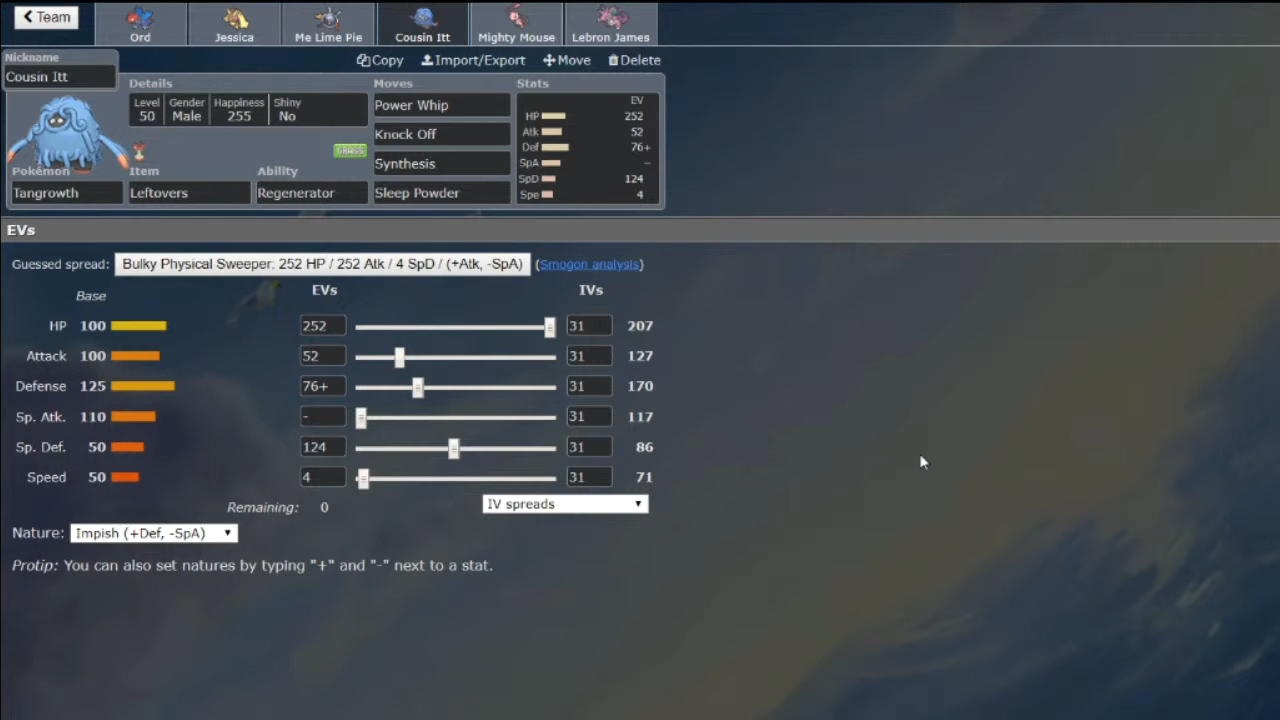 Team
Ord
Jessica
Me Lime Pie
Cousin Itt
Mighty Mouse
Lebron James
Copy
Import/Export
Move
Delete
Nickname
Cousin Itt
Details
Level Gender Happiness Shiny
50 Male 255 No
GRASS
Pokémon
Tangrowth
Item
Leftovers
Ability
Regenerator
Moves
Power Whip
Knock Off
Synthesis
Sleep Powder
Stats
EV
HP 252
Atk 52
Def 76+
SpA –
SpD 124
Spe 4
EVs
Guessed spread: Bulky Physical Sweeper: 252 HP / 252 Atk / 4 SpD / (+Atk, -SpA) (Smogon analysis)
Base EVs IVs
HP 100 252 31 207
Attack 100 52 31 127
Defense 125 76+ 31 170
Sp. Atk. 110 - 31 117
Sp. Def. 50 124 31 86
Speed 50 4 31 71
Remaining: 0 IV spreads
Nature: Impish (+Def, -SpA)
Protip: You can also set natures by typing "+" and "-" next to a stat.